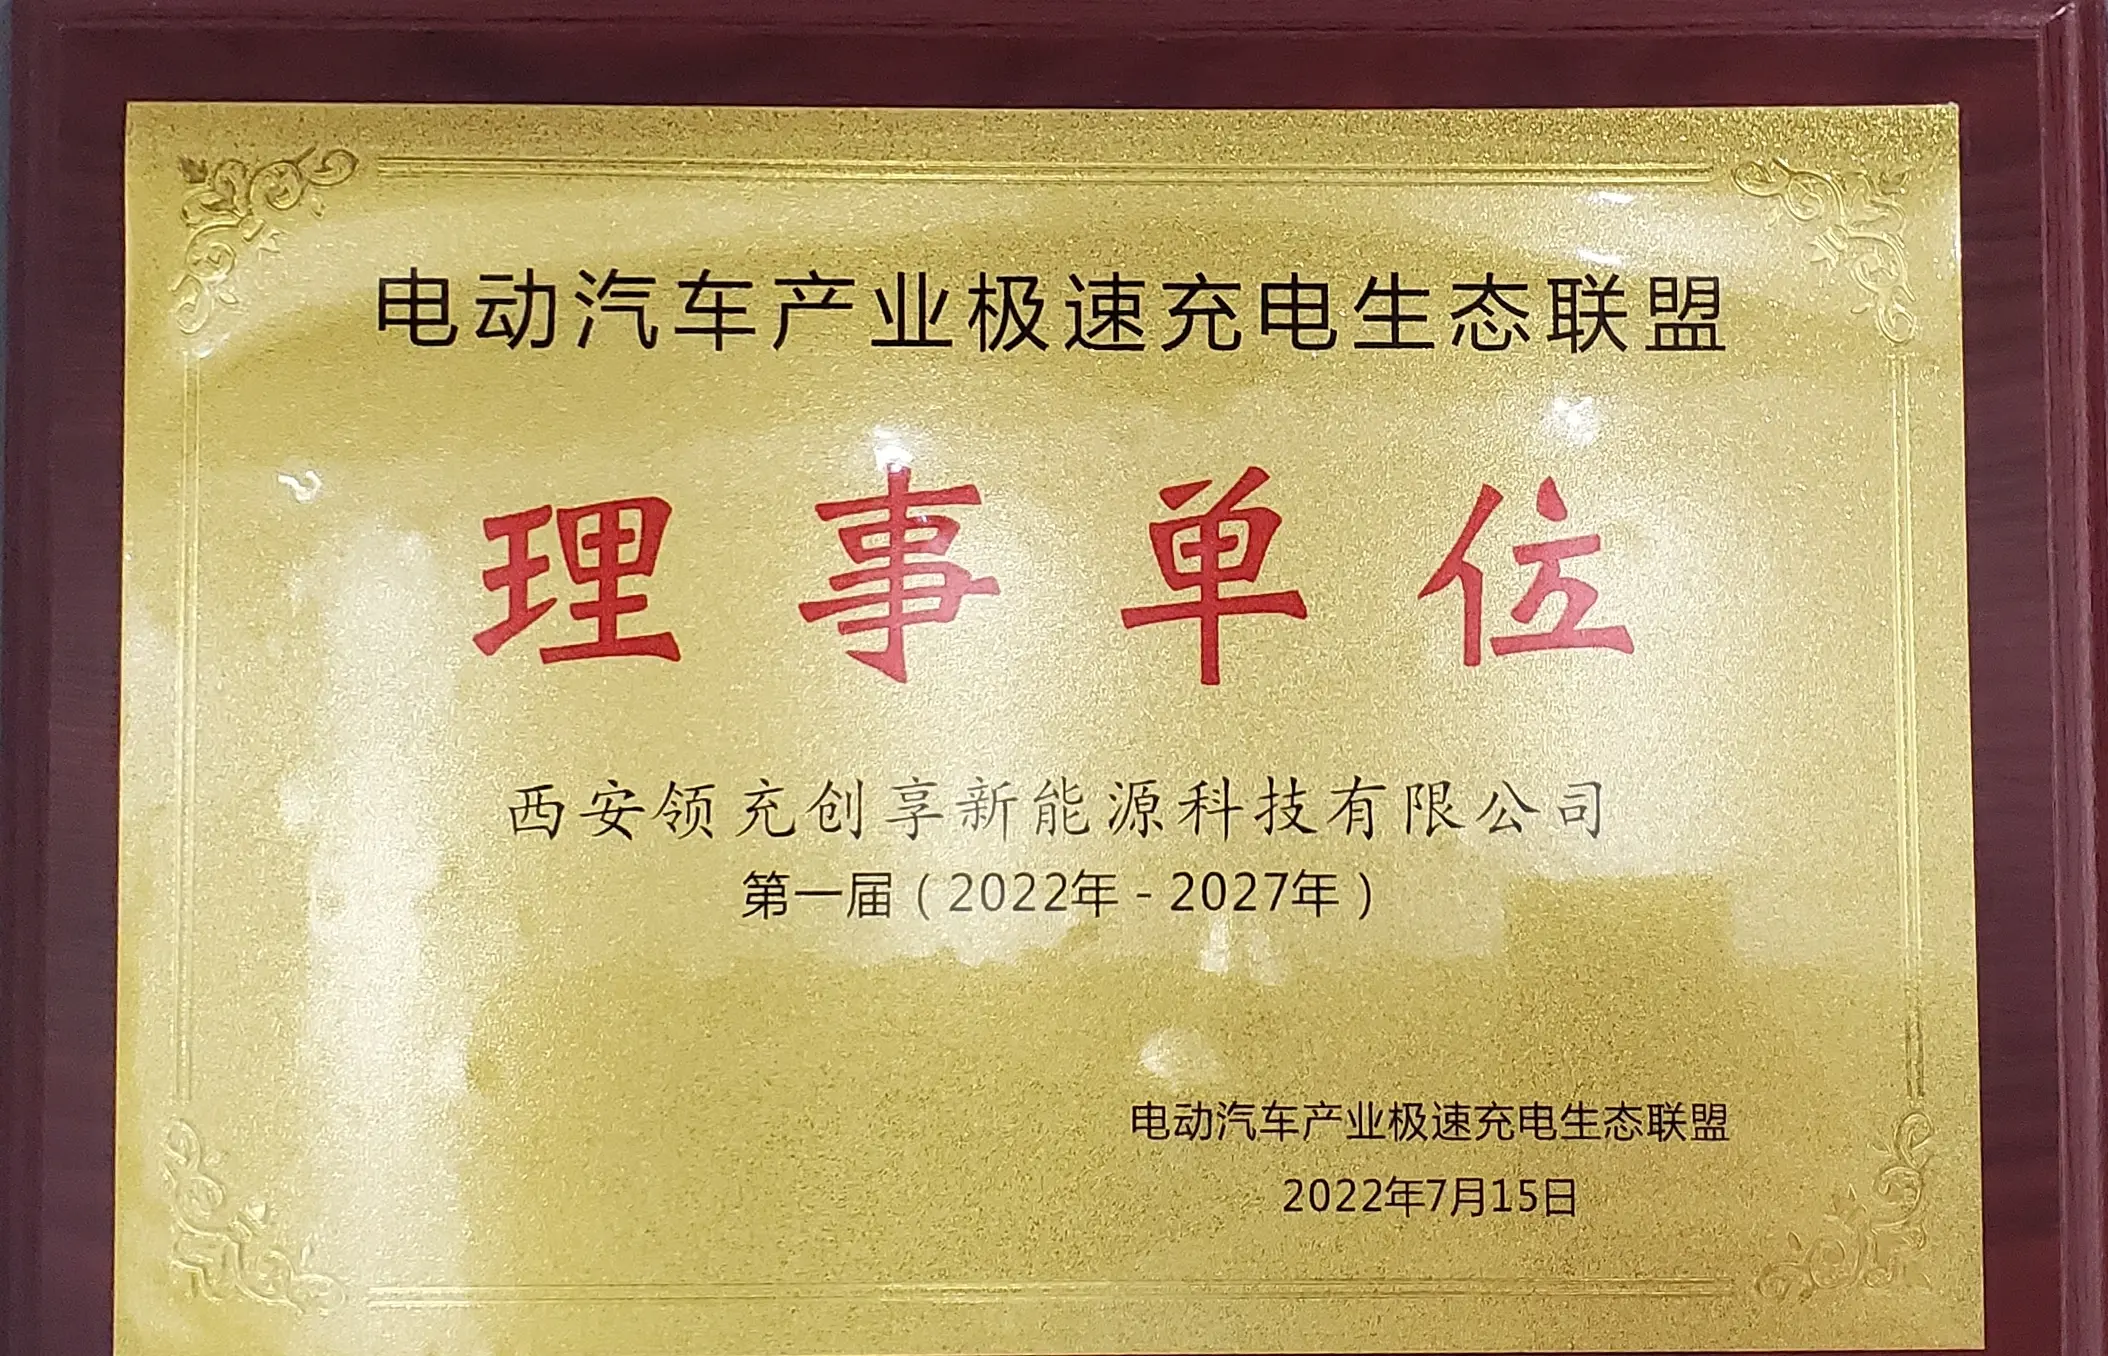 电动汽车产业极速充电生态联盟
理事单位
西安领充创享新能源科技有限公司
第一届（2022年-2027年）
电动汽车产业极速充电生态联盟
2022年7月15日